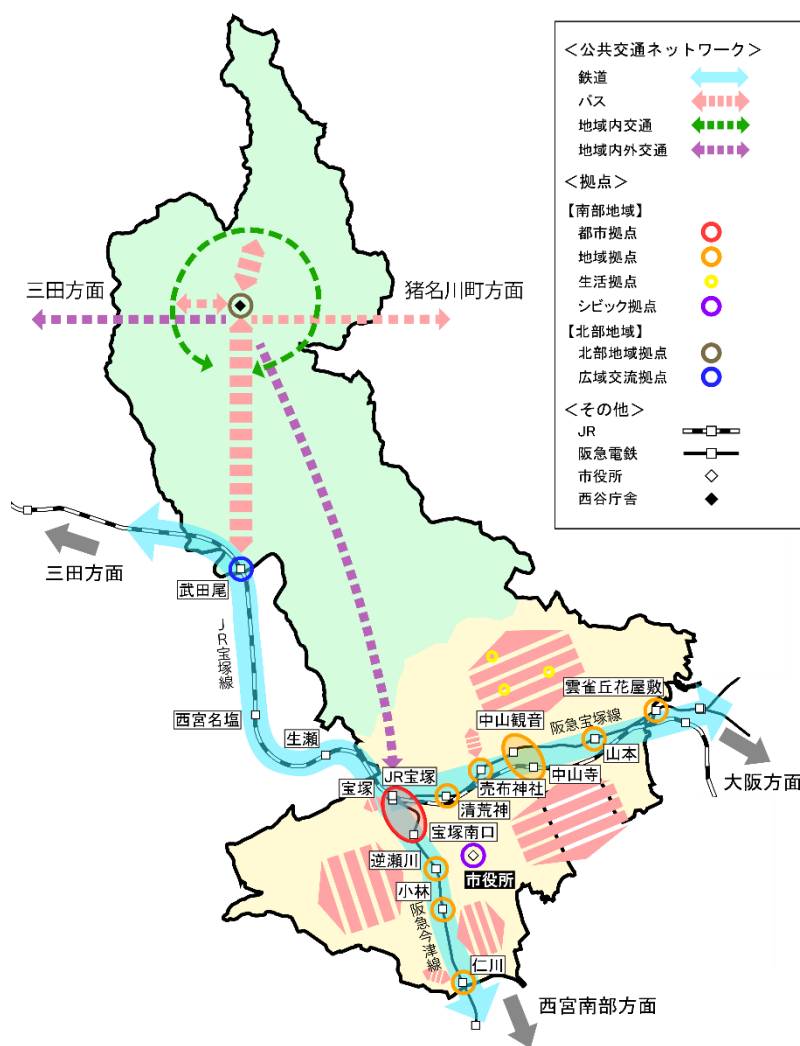 ＜公共交通ネットワーク＞
鉄道
バス
地域内交通
地域内外交通
＜拠点＞
【南部地域】
都市拠点
地域拠点
生活拠点
シビック拠点
【北部地域】
北部地域拠点
広域交流拠点
＜その他＞
JR
阪急電鉄
市役所
西谷庁舎
三田方面
猪名川町方面
三田方面
武田尾
JR宝塚線
西宮名塩
生瀬
宝塚
JR宝塚
清荒神
売布神社
中山観音
中山寺
阪急宝塚線
山本
雲雀丘花屋敷
大阪方面
宝塚南口
逆瀬川
市役所
小林
阪急今津線
仁川
西宮南部方面